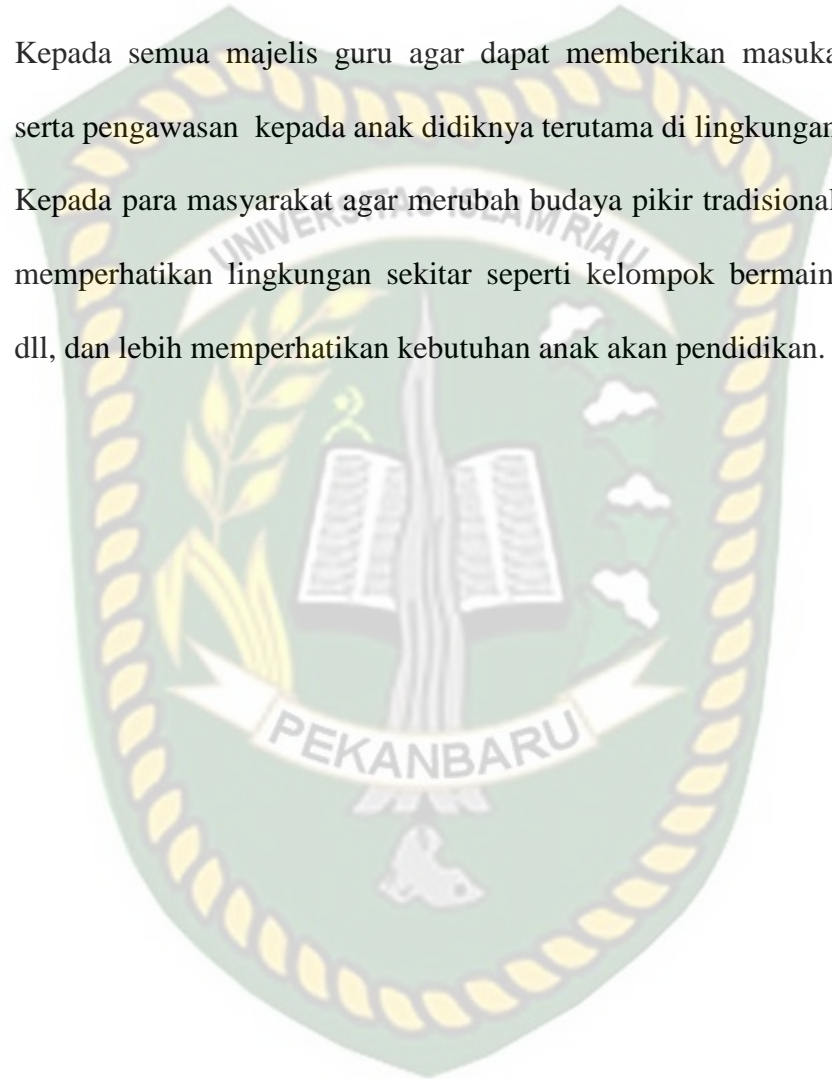 Kepada semua majelis guru agar dapat memberikan masuka
serta pengawasan kepada anak didiknya terutama di lingkungan
Kepada para masyarakat agar merubah budaya pikir tradisional
memperhatikan lingkungan sekitar seperti kelompok bermain
dll, dan lebih memperhatikan kebutuhan anak akan pendidikan.
UNIVERSITAS ISLAM RIAU
PEKANBARU